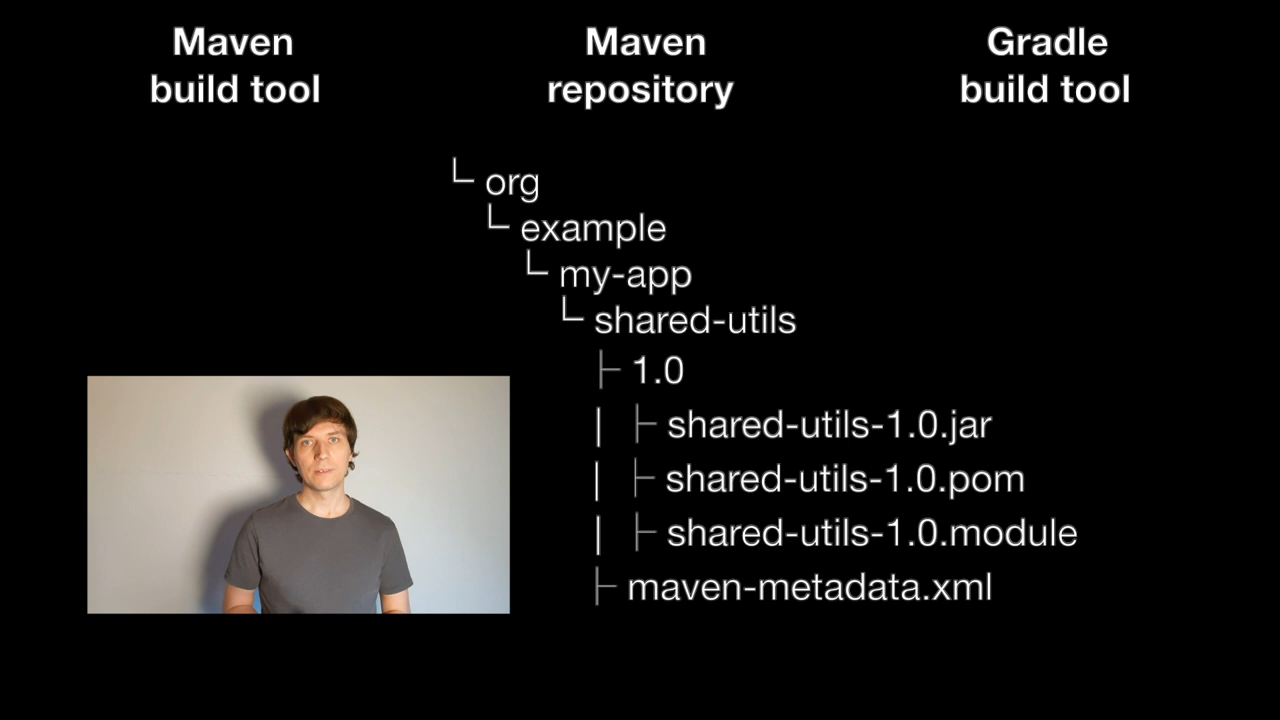 Maven
build tool
Maven
repository
Gradle
build tool
└ org
└ example
└ my-app
└ shared-utils
├ 1.0
│ ├ shared-utils-1.0.jar
│ ├ shared-utils-1.0.pom
│ ├ shared-utils-1.0.module
├ maven-metadata.xml